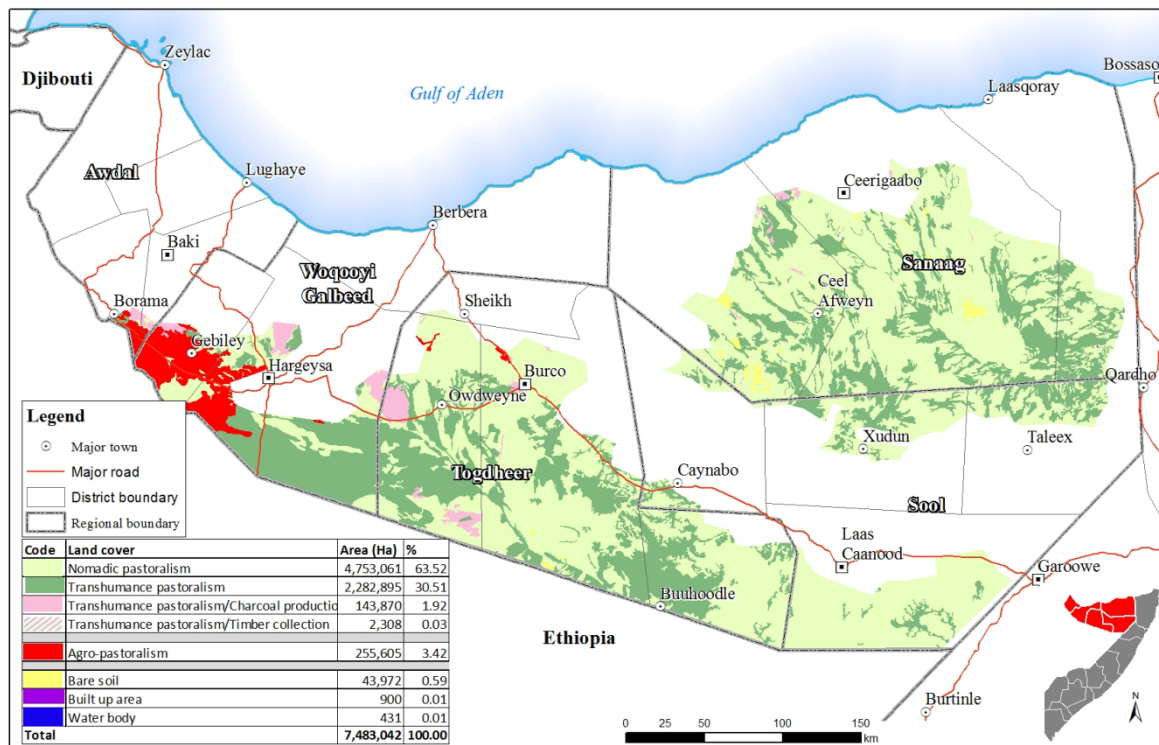 Djibouti
Zeylac
Gulf of Aden
Bossaso
Laasqoray
Awdal
Lughaye
Ceerigaabo
Berbera
Baki
Woqooyi
Galbeed
Sanaag
Ceel
Afweyn
Borama
Sheikh
Gebiley
Hargeysa
Burco
Qardho
Owdweyne
Xudun
Taleex
Togdheer
Caynabo
Sool
Laas
Caanood
Garoowe
Buuhoodle
Ethiopia
Burtinle
Legend
Major town
Major road
District boundary
Regional boundary
Code Land cover Area (Ha) %
Nomadic pastoralism 4,753,061 63.52
Transhumance pastoralism 2,282,895 30.51
Transhumance pastoralism/Charcoal productio 143,870 1.92
Transhumance pastoralism/Timber collection 2,308 0.03
Agro-pastoralism 255,605 3.42
Bare soil 43,972 0.59
Built up area 900 0.01
Water body 431 0.01
Total 7,483,042 100.00
0 25 50 100 150
km
N